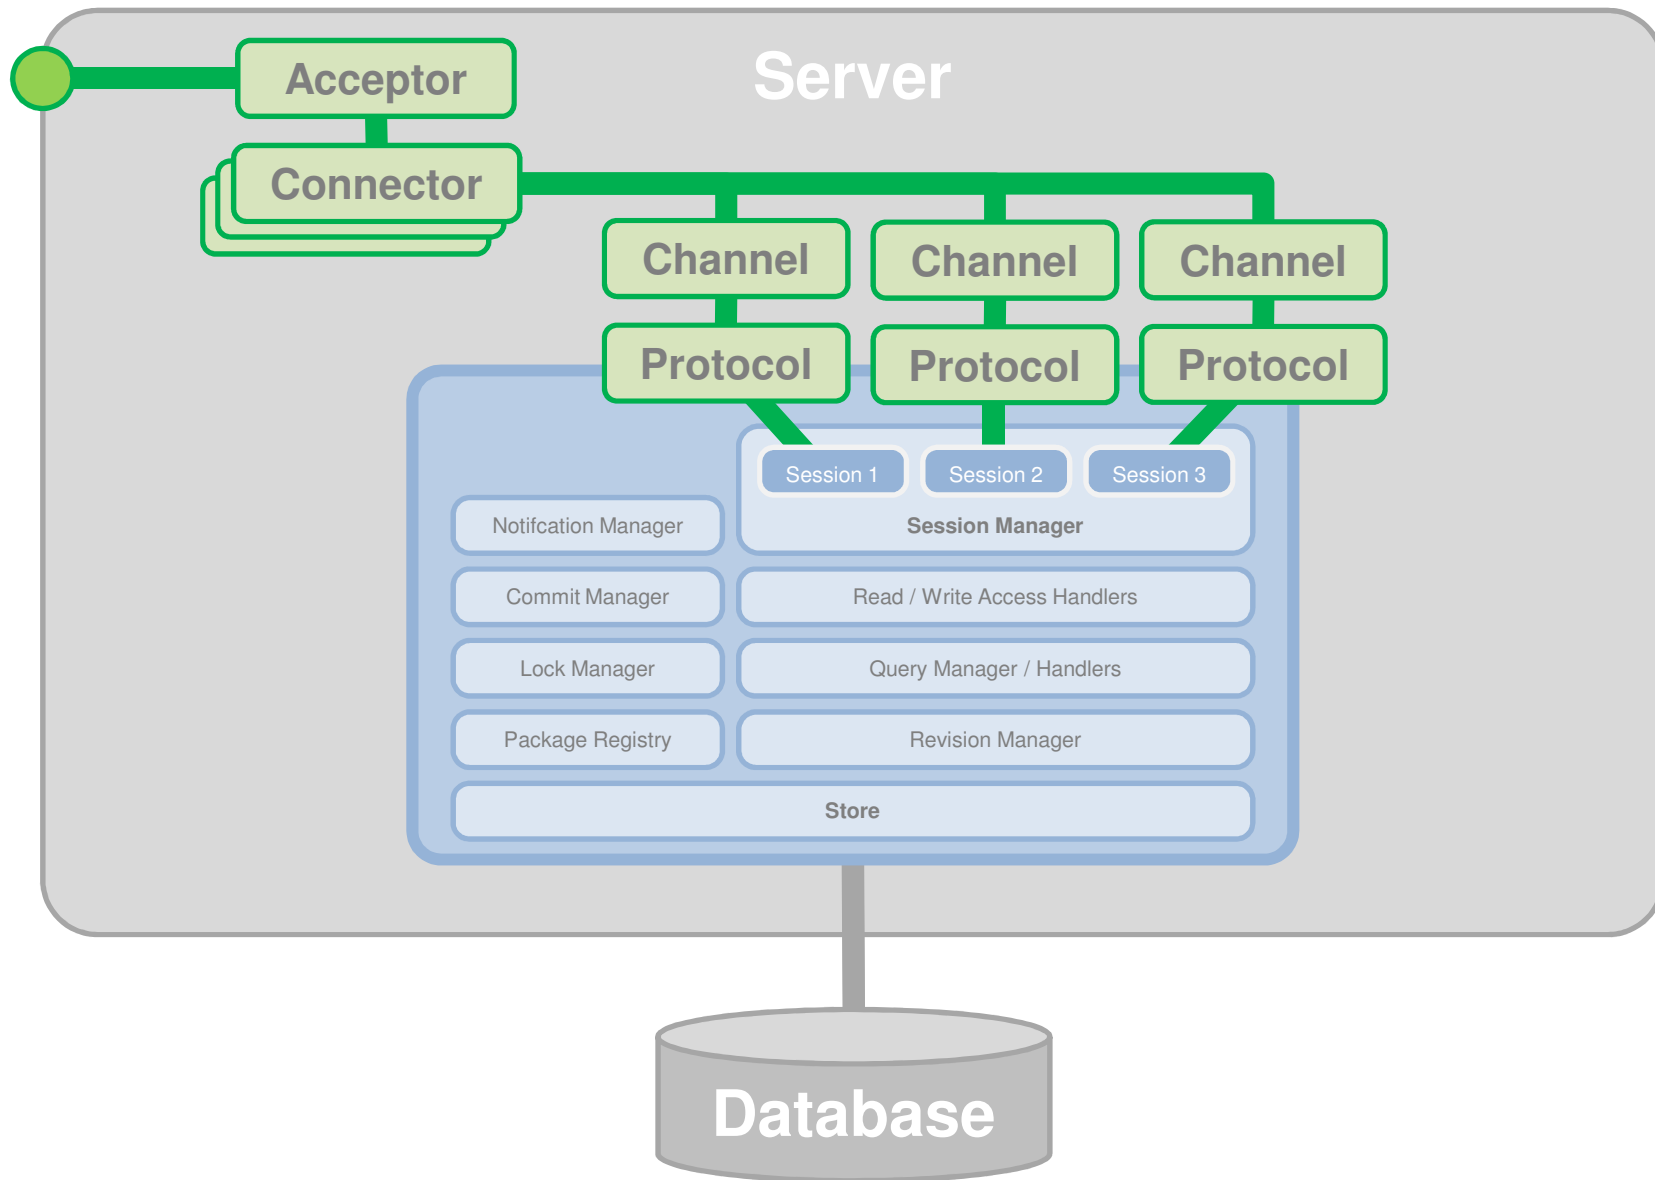 Server
Acceptor
Connector
Channel
Channel
Channel
Protocol
Protocol
Protocol
Session 1
Session 2
Session 3
Notifcation Manager
Session Manager
Commit Manager
Read / Write Access Handlers
Lock Manager
Query Manager / Handlers
Package Registry
Revision Manager
Store
Database